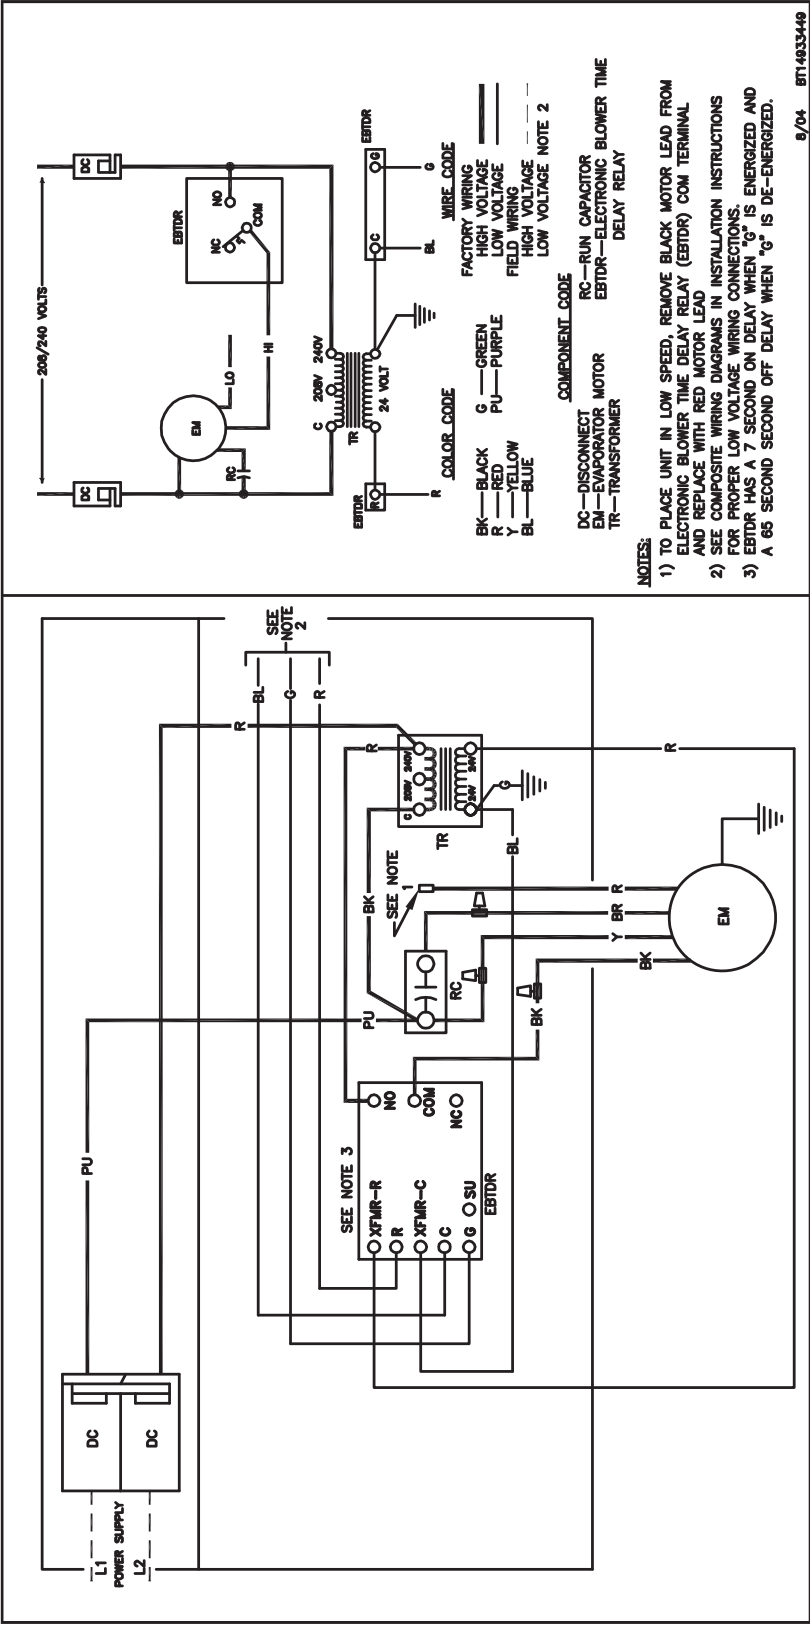 L1
POWER SUPPLY
L2
DC
DC
PU
PU
R
SEE
NOTE
2
BL
G
R
SEE NOTE 3
XFMR-R
R
XFMR-C
C
G
SU
EBTDR
NO
COM
NC
BK
R
C 208V 240V
24V 24V
TR
G
BL
R
SEE NOTE
1
RC
BK
BK
Y
BR
R
EM
208/240 VOLTS
DC
DC
EBTDR
NC
NO
COM
EM
RC
LO
HI
C 208V 240V
TR
24 VOLT
EBTDR
R
R
EBTDR
C
G
BL
G
COLOR CODE
BK—BLACK
R —RED
Y —YELLOW
BL—BLUE
G —GREEN
PU—PURPLE
WIRE CODE
FACTORY WIRING
HIGH VOLTAGE
LOW VOLTAGE
FIELD WIRING
HIGH VOLTAGE
LOW VOLTAGE NOTE 2
COMPONENT CODE
DC—DISCONNECT
EM—EVAPORATOR MOTOR
TR—TRANSFORMER
RC—RUN CAPACITOR
EBTDR—ELECTRONIC BLOWER TIME
DELAY RELAY
NOTES:
1) TO PLACE UNIT IN LOW SPEED, REMOVE BLACK MOTOR LEAD FROM
ELECTRONIC BLOWER TIME DELAY RELAY (EBTDR) COM TERMINAL
AND REPLACE WITH RED MOTOR LEAD
2) SEE COMPOSITE WIRING DIAGRAMS IN INSTALLATION INSTRUCTIONS
FOR PROPER LOW VOLTAGE WIRING CONNECTIONS.
3) EBTDR HAS A 7 SECOND ON DELAY WHEN "G" IS ENERGIZED AND
A 65 SECOND SECOND OFF DELAY WHEN "G" IS DE-ENERGIZED.
8/04 BT14933449